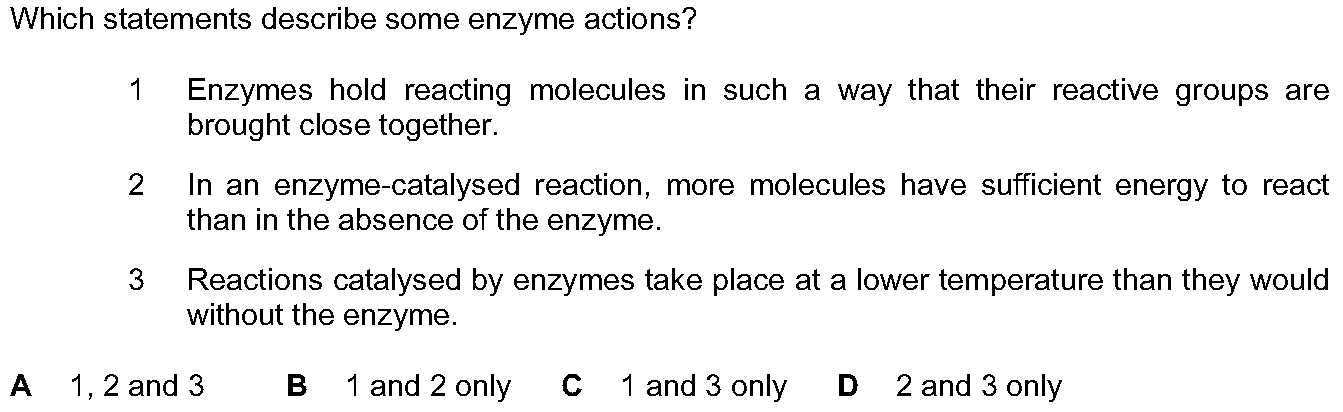 Which statements describe some enzyme actions?
1 Enzymes hold reacting molecules in such a way that their reactive groups are
brought close together.
2 In an enzyme-catalysed reaction, more molecules have sufficient energy to react
than in the absence of the enzyme.
3 Reactions catalysed by enzymes take place at a lower temperature than they would
without the enzyme.
A 1, 2 and 3 B 1 and 2 only C 1 and 3 only D 2 and 3 only